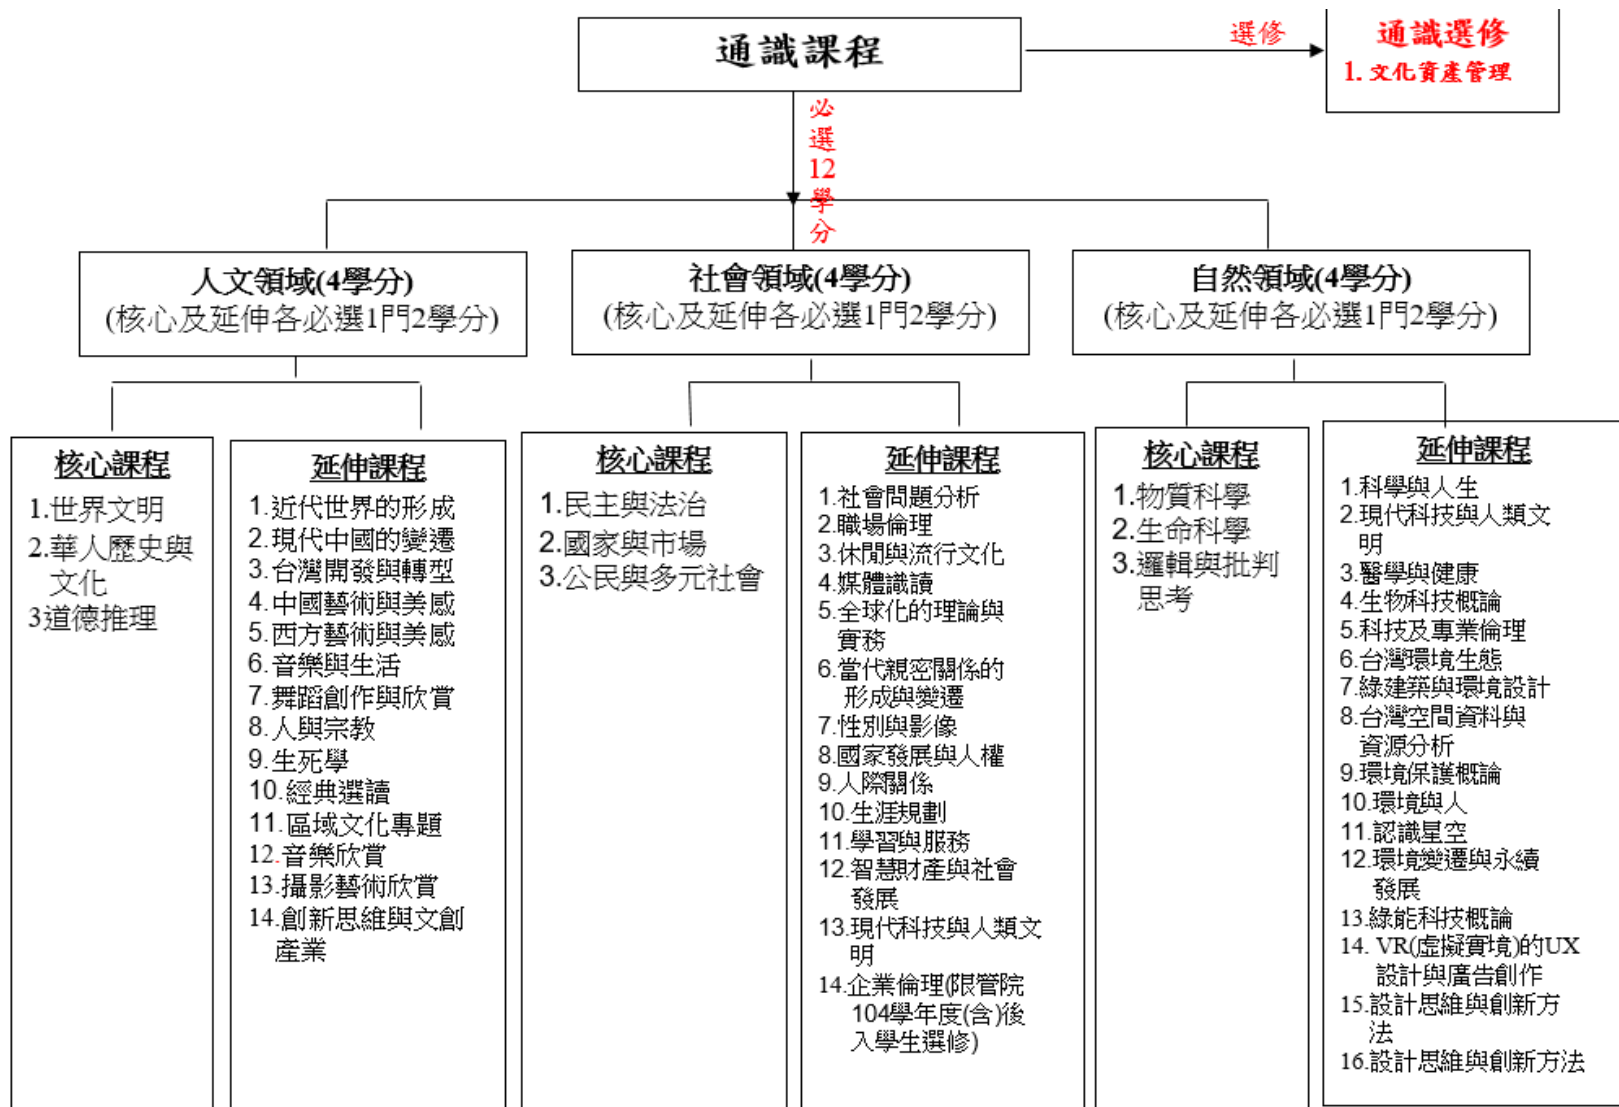 通識課程
選修
通識選修
1. 文化資產管理
必
選
12
學
分
人文領域(4學分)
(核心及延伸各必選1門2學分)
社會領域(4學分)
(核心及延伸各必選1門2學分)
自然領域(4學分)
(核心及延伸各必選1門2學分)
核心課程
1.世界文明
2.華人歷史與
文化
3道德推理
延伸課程
1.近代世界的形成
2.現代中國的變遷
3.台灣開發與轉型
4.中國藝術與美感
5.西方藝術與美感
6.音樂與生活
7.舞蹈創作與欣賞
8.人與宗教
9.生死學
10.經典選讀
11.區域文化專題
12.音樂欣賞
13.攝影藝術欣賞
14.創新思維與文創
產業
核心課程
1.民主與法治
2.國家與市場
3.公民與多元社會
延伸課程
1.社會問題分析
2.職場倫理
3.休閒與流行文化
4.媒體識讀
5.全球化的理論與
實務
6.當代親密關係的
形成與變遷
7.性別與影像
8.國家發展與人權
9.人際關係
10.生涯規劃
11.學習與服務
12.智慧財產與社會
發展
13.現代科技與人類文
明
14.企業倫理(限管院
104學年度(含)後
入學生選修)
核心課程
1.物質科學
2.生命科學
3.邏輯與批判
思考
延伸課程
1.科學與人生
2.現代科技與人類文
明
3.醫學與健康
4.生物科技概論
5.科技及專業倫理
6.台灣環境生態
7.綠建築與環境設計
8.台灣空間資料與
資源分析
9.環境保護概論
10.環境與人
11.認識星空
12.環境變遷與永續
發展
13.綠能科技概論
14. VR(虛擬實境)的UX
設計與廣告創作
15.設計思維與創新方
法
16.設計思維與創新方法